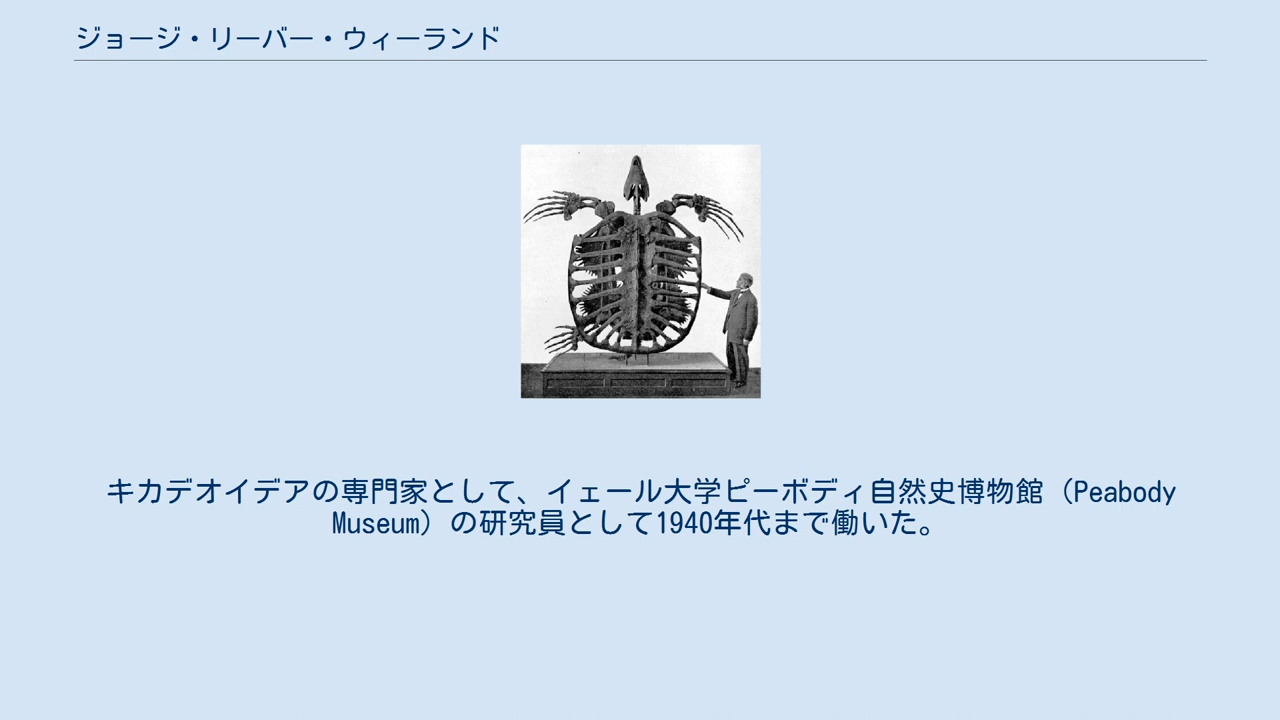 ジョージ・リーバー・ウィーランド
キカデオイデアの専門家として、イェール大学ピーボディ自然史博物館（Peabody
Museum）の研究員として1940年代まで働いた。